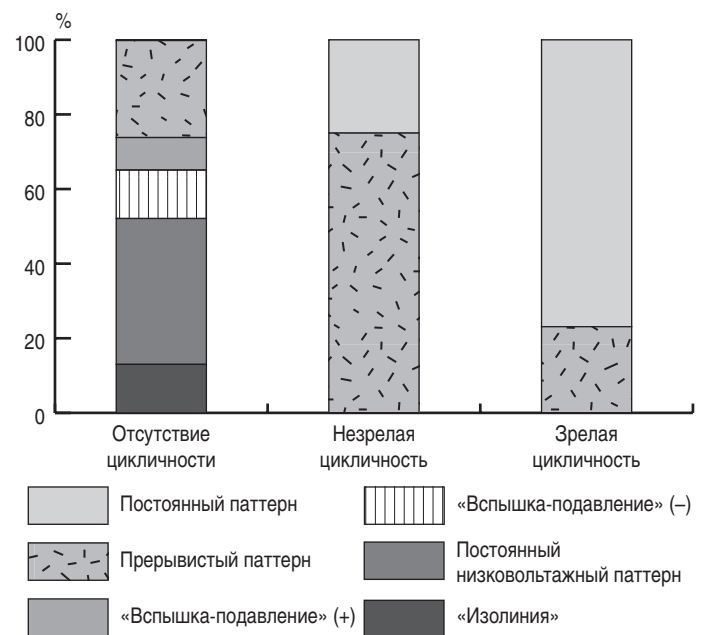 %
100
80
60
40
20
0
Отсутствие
цикличности
Незрелая
цикличность
Зрелая
цикличность
Постоянный паттерн
Прерывистый паттерн
«Вспышка-подавление» (+)
«Вспышка-подавление» (–)
Постоянный
низковольтажный паттерн
«Изолиния»